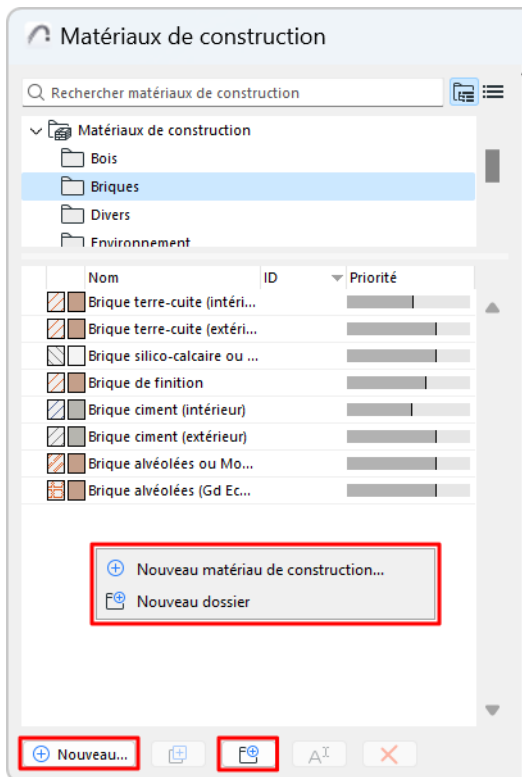 Matériaux de construction
Rechercher matériaux de construction
Matériaux de construction
Bois
Briques
Divers
Environnement
Nom ID Priorité
Brique terre-cuite (intéri...
Brique terre-cuite (extéri...
Brique silico-calcaire ou ...
Brique de finition
Brique ciment (intérieur)
Brique ciment (extérieur)
Brique alvéolées ou Mo...
Brique alvéolées (Gd Ec...
Nouveau matériau de construction...
Nouveau dossier
Nouveau...